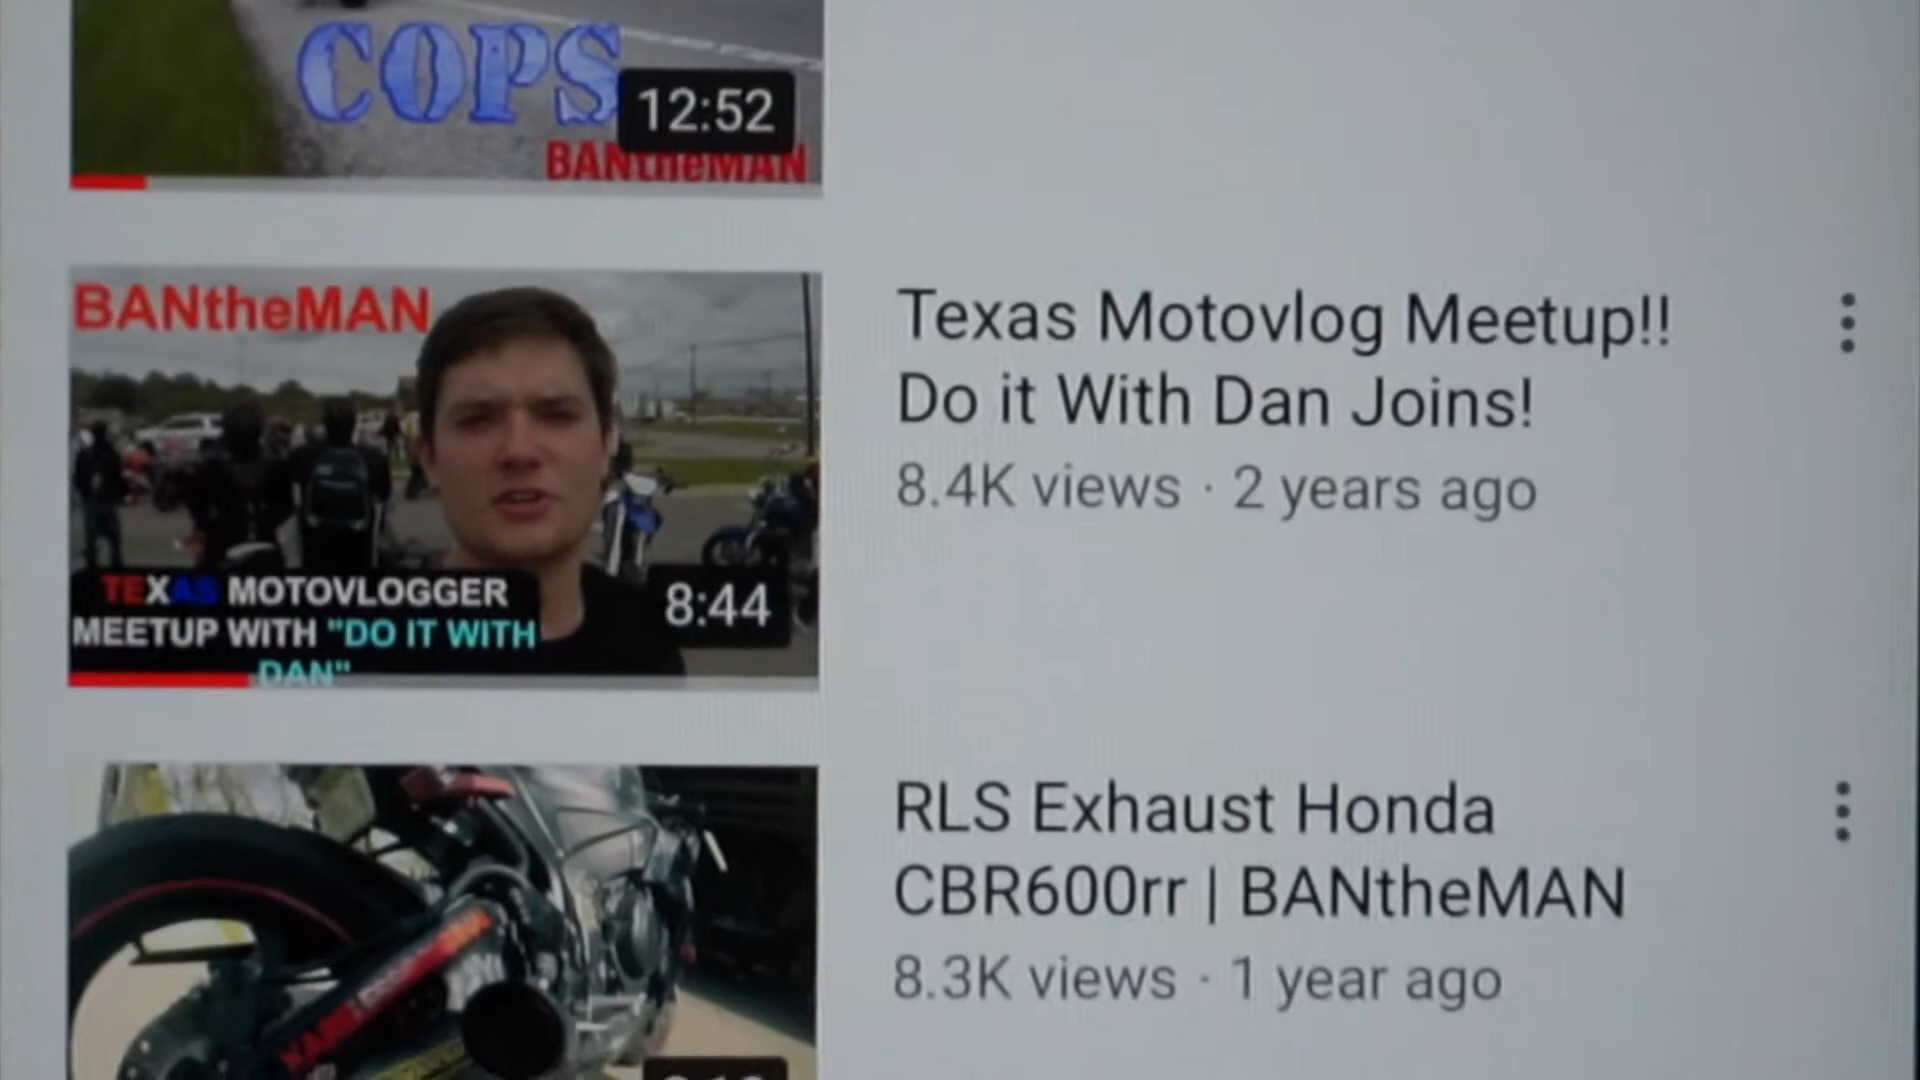 COPS
12:52
BANtheMAN
BANtheMAN
TEXAS MOTOVLOGGER
MEETUP WITH "DO IT WITH
DAN"
8:44
Texas Motovlog Meetup!!
Do it With Dan Joins!
8.4K views · 2 years ago
RLS Exhaust Honda
CBR600rr | BANtheMAN
8.3K views · 1 year ago